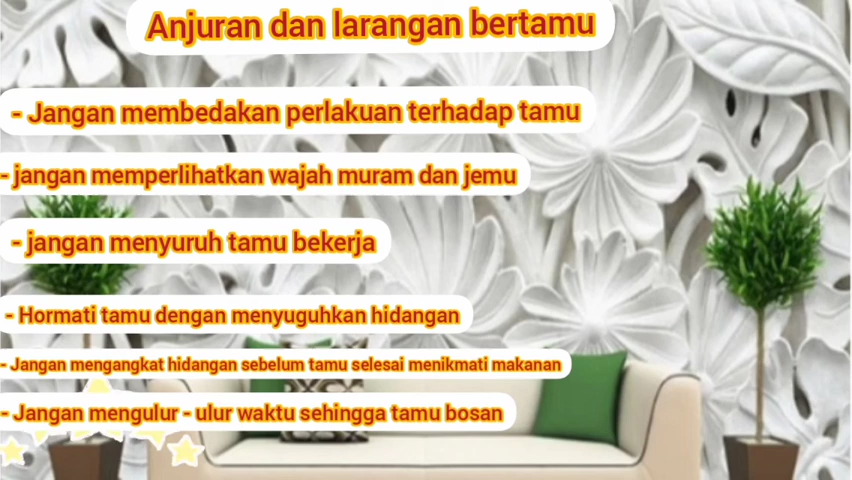 Anjuran dan larangan bertamu
- Jangan membedakan perlakuan terhadap tamu
- jangan memperlihatkan wajah muram dan jemu
- jangan menyuruh tamu bekerja
- Hormati tamu dengan menyuguhkan hidangan
- Jangan mengangkat hidangan sebelum tamu selesai menikmati makanan
- Jangan mengulur - ulur waktu sehingga tamu bosan